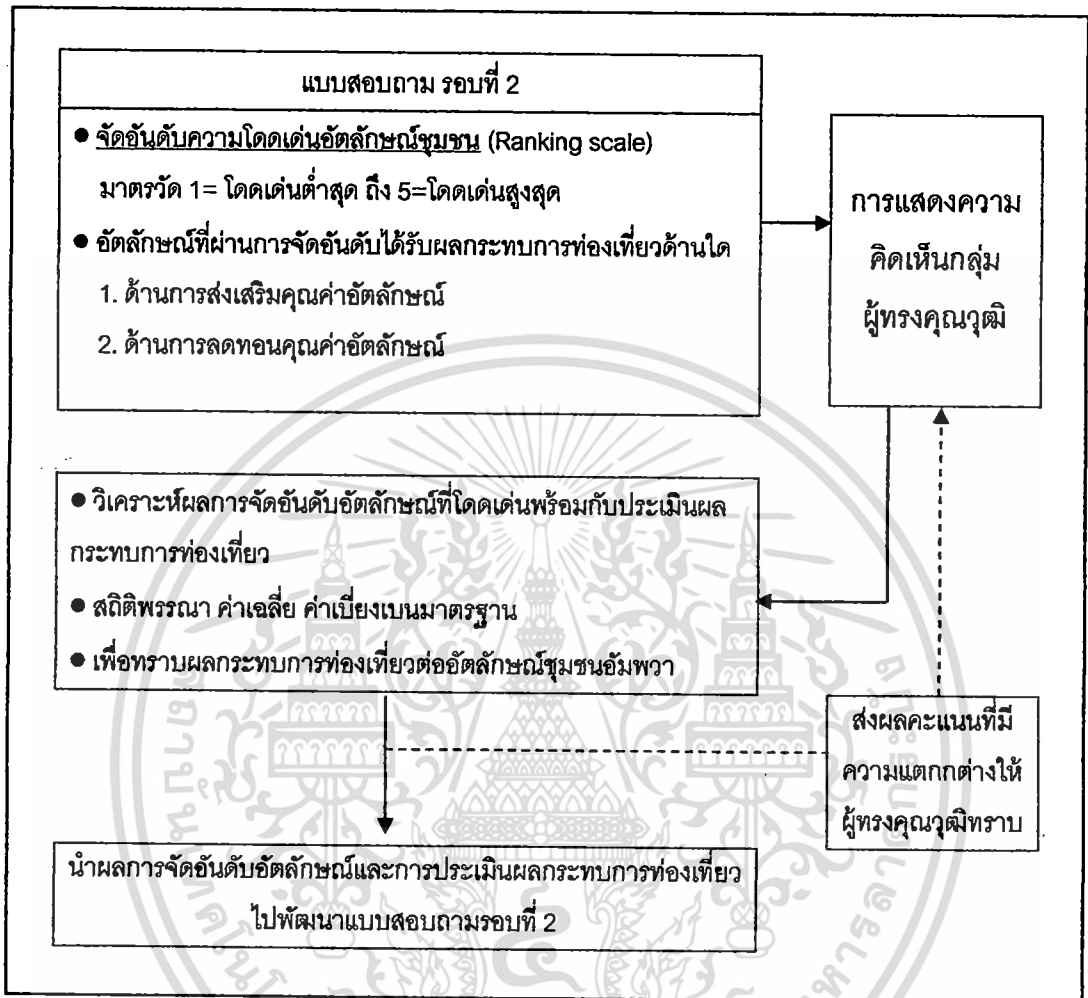 แบบสอบถาม รอบที่ 2
● จัดอันดับความโดดเด่นอัตลักษณ์ชุมชน (Ranking scale)
มาตรวัด 1= โดดเด่นต่ำสุด ถึง 5=โดดเด่นสูงสุด
● อัตลักษณ์ที่ผ่านการจัดอันดับได้รับผลกระทบการท่องเที่ยวด้านใด
1. ด้านการส่งเสริมคุณค่าอัตลักษณ์
2. ด้านการลดทอนคุณค่าอัตลักษณ์
การแสดงความ
คิดเห็นกลุ่ม
ผู้ทรงคุณวุฒิ
● วิเคราะห์ผลการจัดอันดับอัตลักษณ์ที่โดดเด่นพร้อมกับประเมินผล
กระทบการท่องเที่ยว
● สถิติพรรณา ค่าเฉลี่ย ค่าเบี่ยงเบนมาตรฐาน
● เพื่อทราบผลกระทบการท่องเที่ยวต่ออัตลักษณ์ชุมชนอัมพวา
ส่งผลคะแนนที่มี
ความแตกกต่างให้
ผู้ทรงคุณวุฒิทราบ
นำผลการจัดอันดับอัตลักษณ์และการประเมินผลกระทบการท่องเที่ยว
ไปพัฒนาแบบสอบถามรอบที่ 2